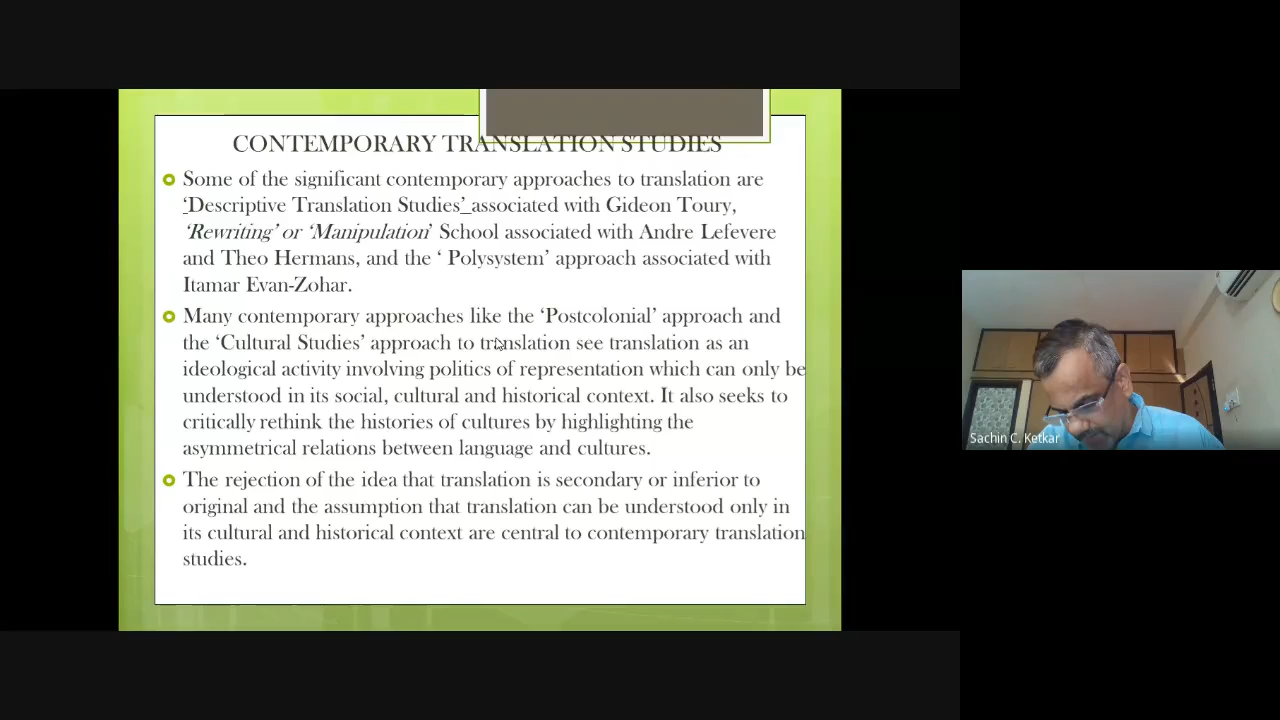 CONTEMPORARY TRANSLATION STUDIES
Some of the significant contemporary approaches to translation are
‘Descriptive Translation Studies’ associated with Gideon Toury,
‘Rewriting’ or ‘Manipulation’ School associated with Andre Lefevere
and Theo Hermans, and the ‘ Polysystem’ approach associated with
Itamar Evan-Zohar.
Many contemporary approaches like the ‘Postcolonial’ approach and
the ‘Cultural Studies’ approach to translation see translation as an
ideological activity involving politics of representation which can only be
understood in its social, cultural and historical context. It also seeks to
critically rethink the histories of cultures by highlighting the
asymmetrical relations between language and cultures.
The rejection of the idea that translation is secondary or inferior to
original and the assumption that translation can be understood only in
its cultural and historical context are central to contemporary translation
studies.
Sachin C. Ketkar